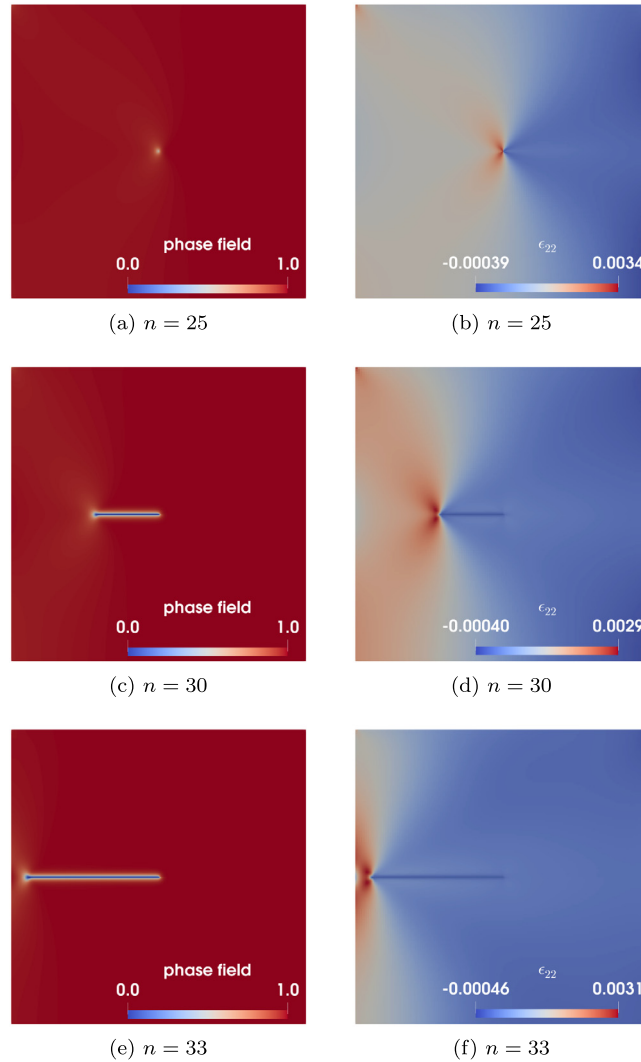 phase field
0.0 1.0
ϵ22
-0.00039 0.0034
(a) n = 25
(b) n = 25
phase field
0.0 1.0
ϵ22
-0.00040 0.0029
(c) n = 30
(d) n = 30
phase field
0.0 1.0
ϵ22
-0.00046 0.0031
(e) n = 33
(f) n = 33